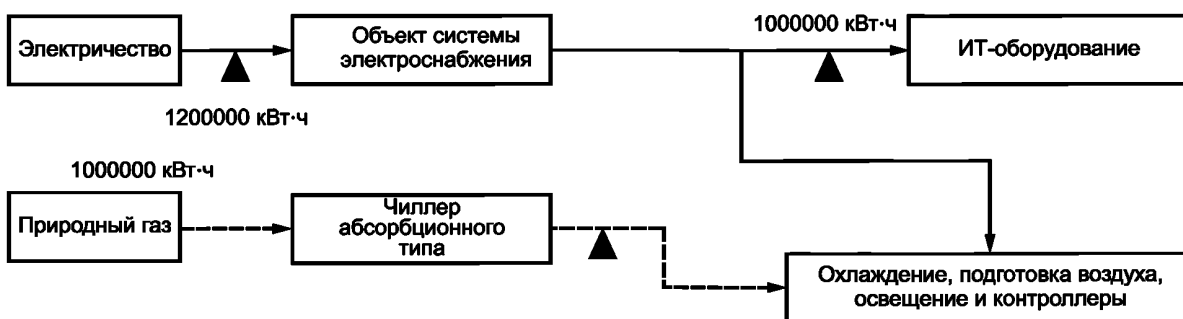 Электричество
1200000 кВт·ч
Объект системы
электроснабжения
1000000 кВт·ч
ИТ-оборудование
1000000 кВт·ч
Природный газ
Чиллер
абсорбционного
типа
Охлаждение, подготовка воздуха,
освещение и контроллеры